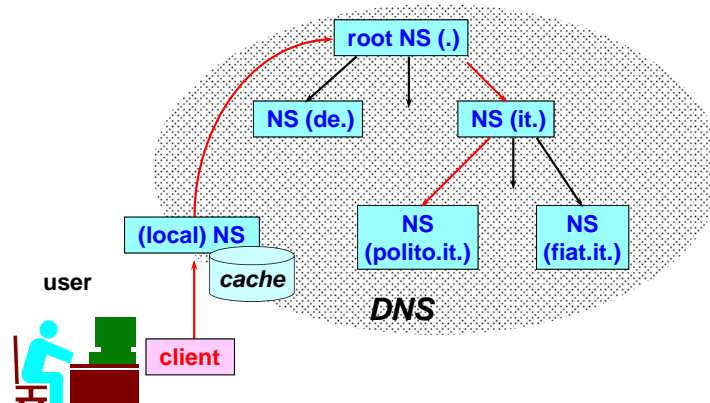 root NS (.)
NS (de.)
NS (it.)
(local) NS
cache
NS
(polito.it.)
NS
(fiat.it.)
user
DNS
client